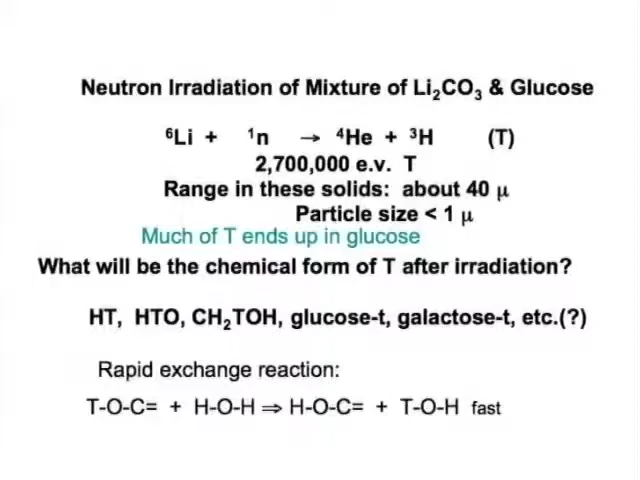 Neutron Irradiation of Mixture of Li₂CO₃ & Glucose
⁶Li + ¹n → ⁴He + ³H (T)
2,700,000 e.v. T
Range in these solids: about 40 μ
Particle size < 1 μ
Much of T ends up in glucose
What will be the chemical form of T after irradiation?
HT, HTO, CH₂TOH, glucose-t, galactose-t, etc.(?)
Rapid exchange reaction:
T-O-C= + H-O-H ⇒ H-O-C= + T-O-H fast